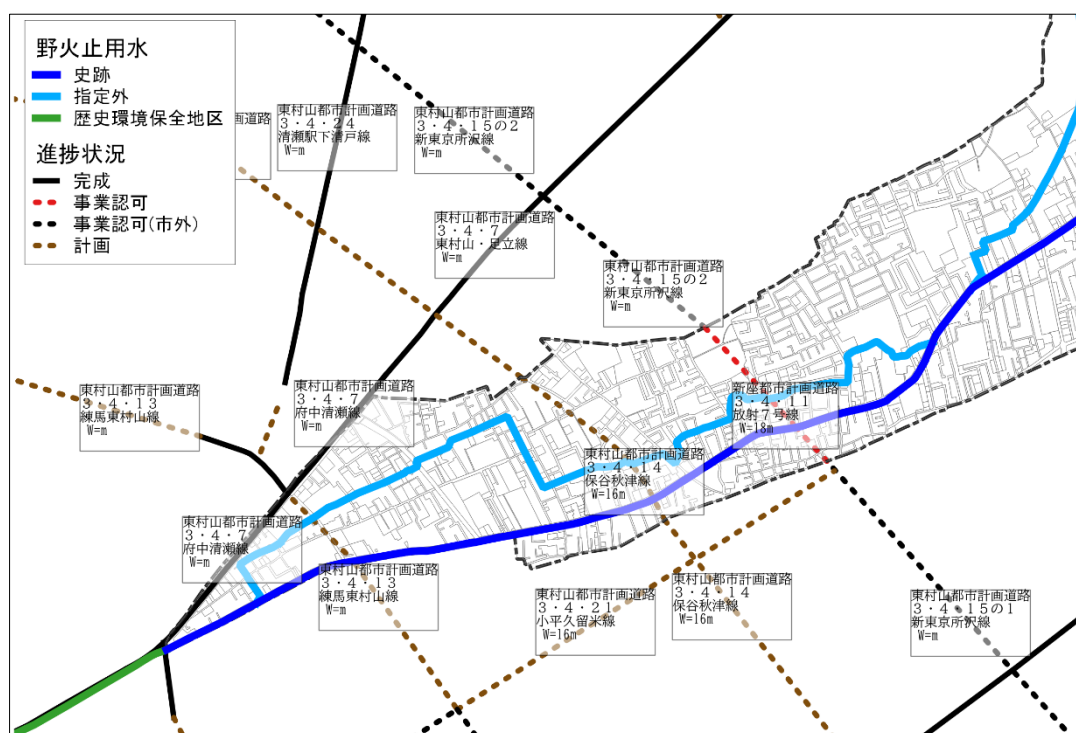 野火止用水
史跡
指定外
歴史環境保全地区
進捗状況
完成
事業認可
事業認可(市外)
計画
画道路
東村山都市計画道路
3・4・24
清瀬駅下清戸線
W=m
東村山都市計画道路
3・4・15の2
新東京所沢線
W=m
東村山都市計画道路
3・4・7
東村山・足立線
W=m
東村山都市計画道路
3・4・15の2
新東京所沢線
W=m
東村山都市計画道路
3・4・13
練馬東村山線
W=m
東村山都市計画道路
3・4・7
府中清瀬線
W=m
新座都市計画道路
3・4・11
放射7号線
W=18m
東村山都市計画道路
3・4・14
保谷秋津線
W=16m
東村山都市計画道路
3・4・7
府中清瀬線
W=m
東村山都市計画道路
3・4・13
練馬東村山線
W=m
東村山都市計画道路
3・4・21
小平久留米線
W=16m
東村山都市計画道路
3・4・14
保谷秋津線
W=16m
東村山都市計画道路
3・4・15の1
新東京所沢線
W=m